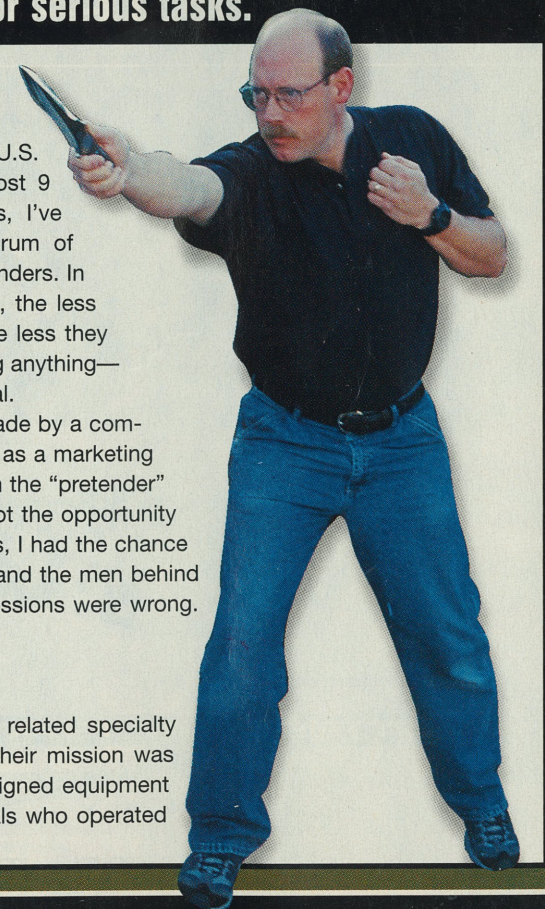 or serious tasks.
U.S.
ost 9
s, I've
rum of
nders. In
, the less
e less they
g anything—
al.
ade by a com-
as a marketing
n the "pretender"
ot the opportunity
s, I had the chance
and the men behind
essions were wrong.
related specialty
heir mission was
igned equipment
ls who operated